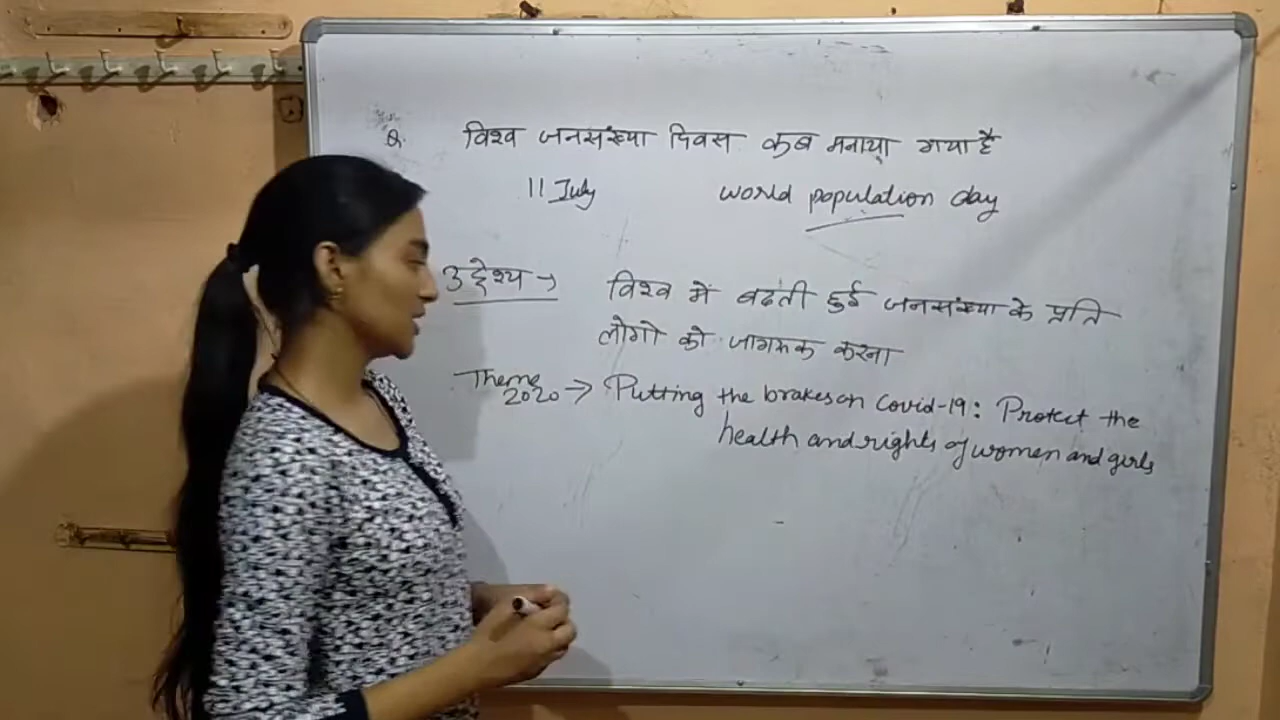 Q. विश्व जनसंख्या दिवस कब मनाया गया है
11 July world population day
उद्देश्य → विश्व में बढती हुई जनसंख्या के प्रति
लोगो को जागरूक करना
Theme 2020 → Putting the brakes on Covid-19: Protect the
health and rights of women and girls